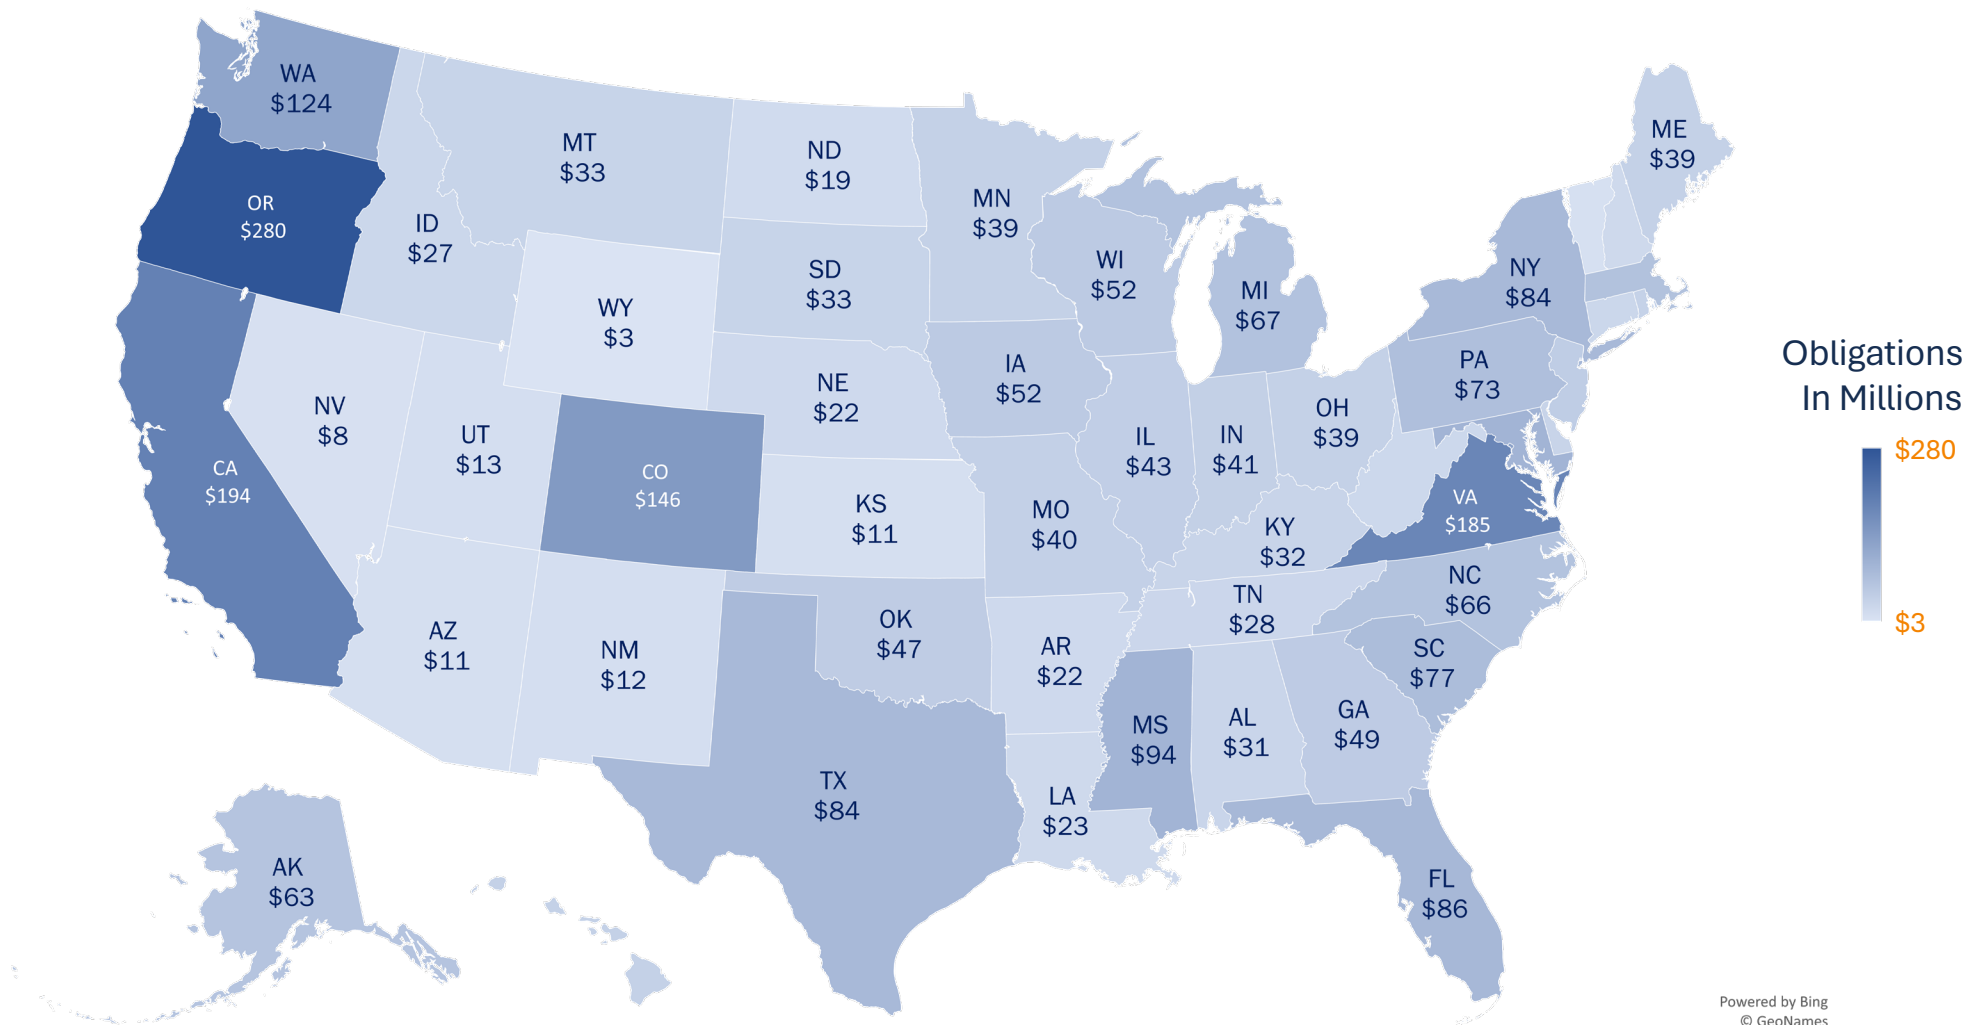 WA
$124
OR
$280
CA
$194
ID
$27
MT
$33
ND
$19
SD
$33
WY
$3
NV
$8
UT
$13
CO
$146
NE
$22
KS
$11
AZ
$11
NM
$12
OK
$47
TX
$84
MN
$39
WI
$52
MI
$67
IA
$52
IL
$43
IN
$41
OH
$39
MO
$40
KY
$32
TN
$28
AR
$22
LA
$23
MS
$94
AL
$31
GA
$49
FL
$86
SC
$77
NC
$66
VA
$185
PA
$73
NY
$84
ME
$39
AK
$63
Obligations
In Millions
$280
$3
Powered by Bing
© GeoNames